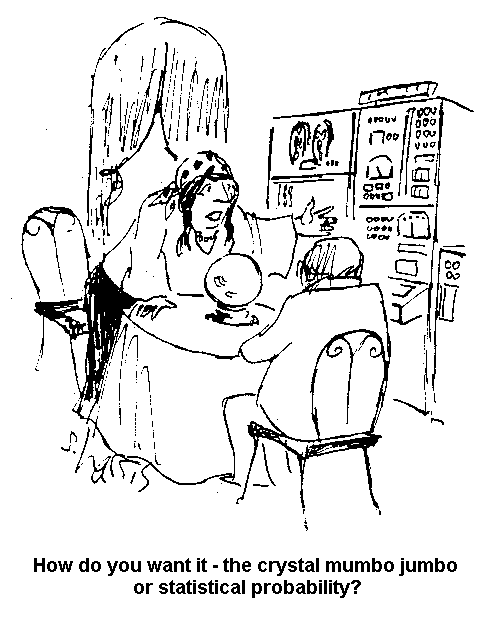 How do you want it - the crystal mumbo jumbo
or statistical probability?